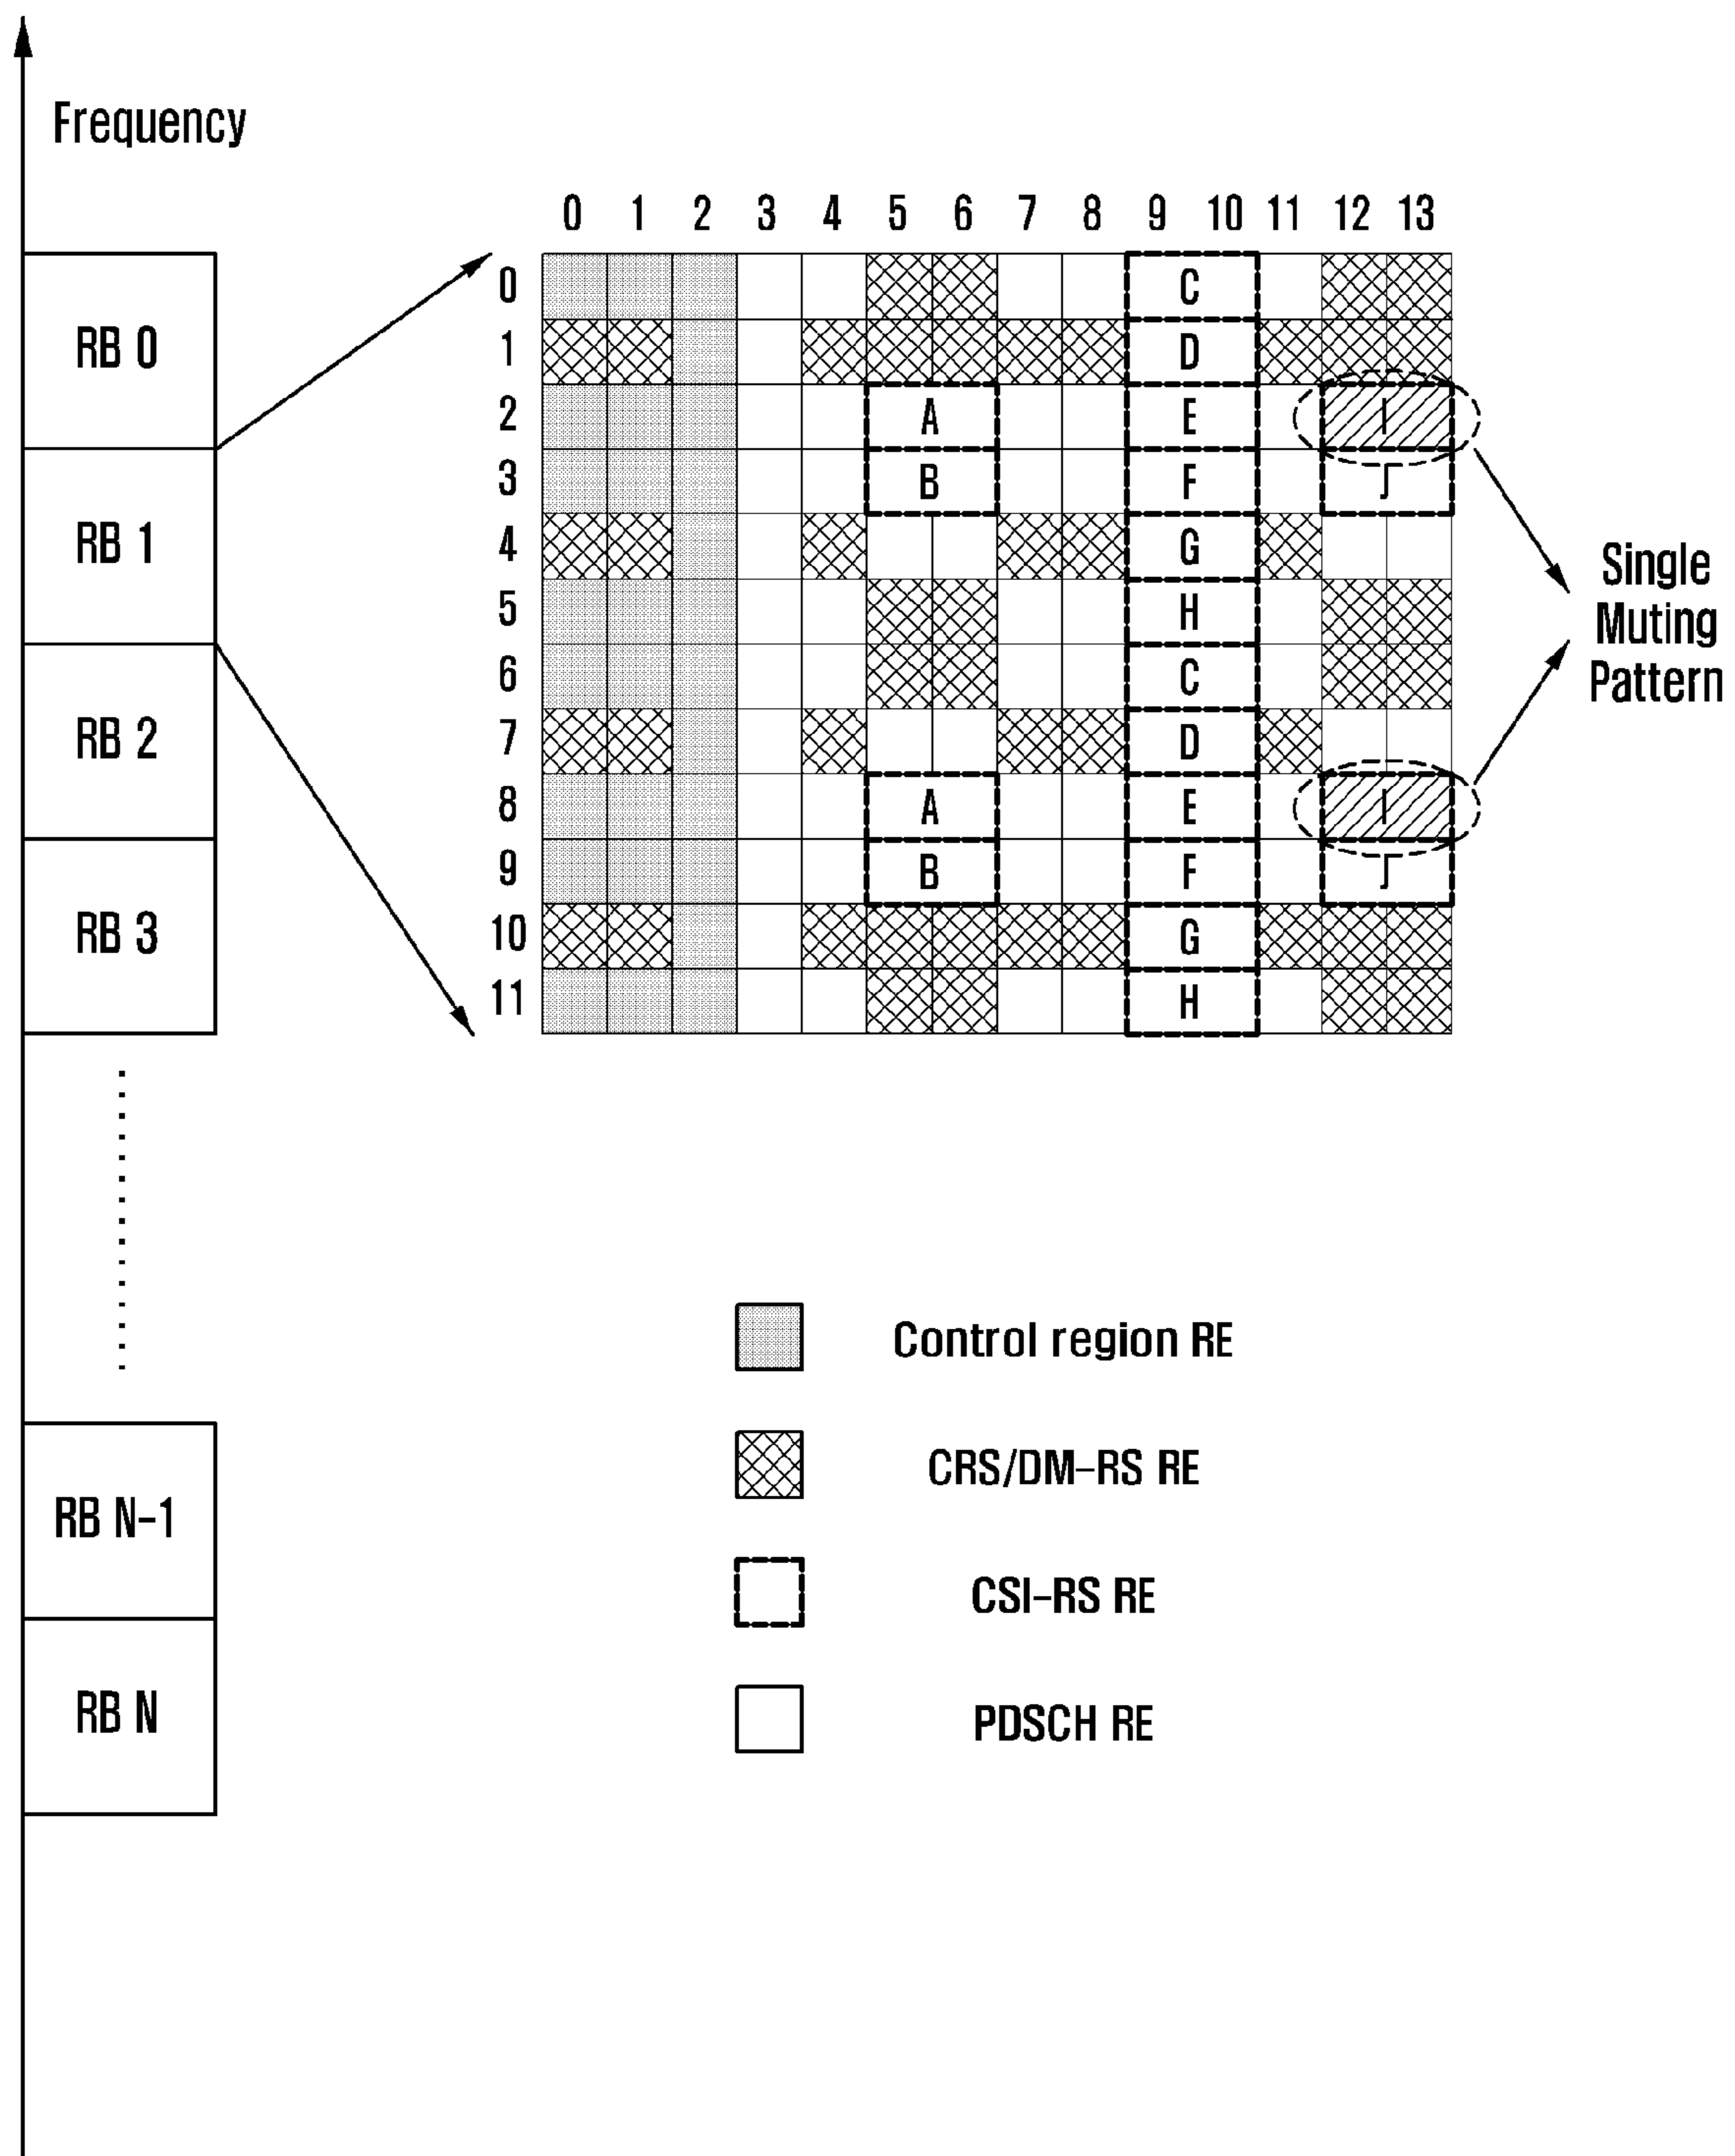 Frequency
0 1 2 3 4 5 6 7 8 9 10 11 12 13
RB 0
RB 1
RB 2
RB 3
RB N-1
RB N
0 C
1 D
2 A E I
3 B F J
4 G
5 H
6 C
7 D
8 A E I
9 B F J
10 G
11 H
Single
Muting
Pattern
Control region RE
CRS/DM-RS RE
CSI-RS RE
PDSCH RE